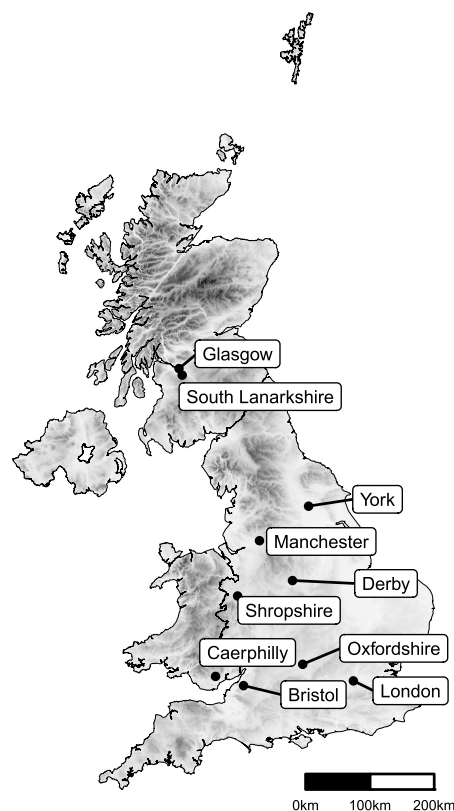 Glasgow
South Lanarkshire
York
Manchester
Derby
Shropshire
Caerphilly
Oxfordshire
Bristol
London
0km 100km 200km